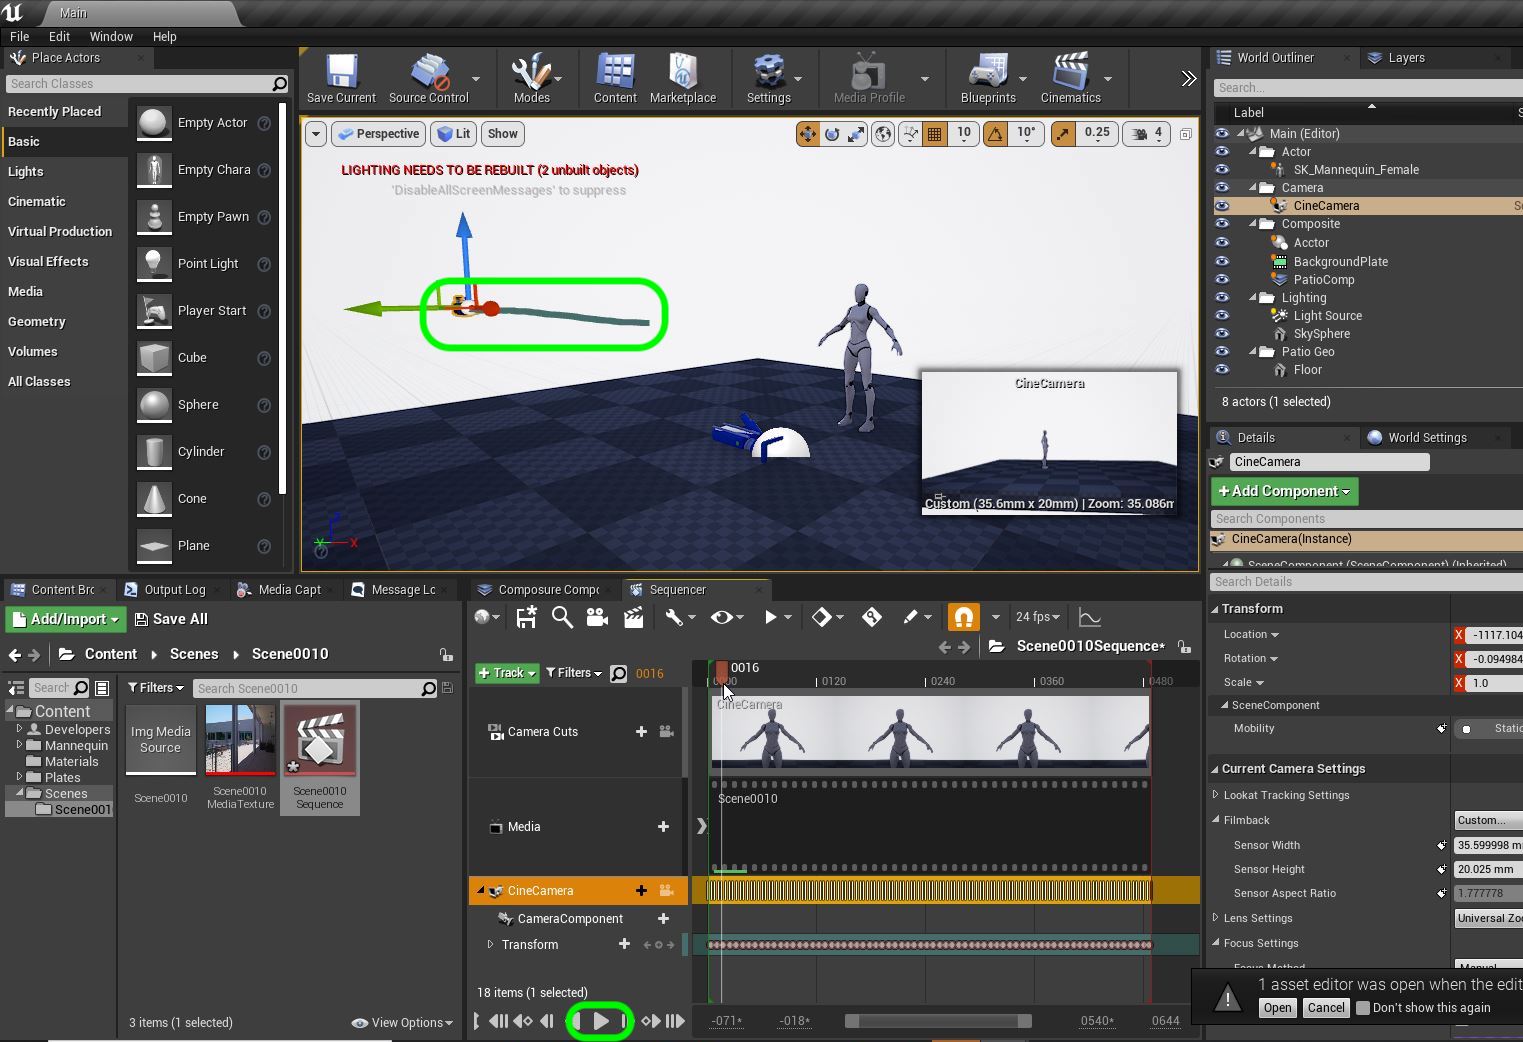 Main
File Edit Window Help
Place Actors
Search Classes
Recently Placed
Basic
Lights
Cinematic
Virtual Production
Visual Effects
Media
Geometry
Volumes
All Classes
Empty Actor
Empty Chara
Empty Pawn
Point Light
Player Start
Cube
Sphere
Cylinder
Cone
Plane
Save Current Source Control Modes Content Marketplace Settings Media Profile Blueprints Cinematics
Perspective Lit Show
10 10° 0.25 4
LIGHTING NEEDS TO BE REBUILT (2 unbuilt objects)
'DisableAllScreenMessages' to suppress
CineCamera
Custom (35.6mm x 20mm) | Zoom: 35.086m
X
World Outliner Layers
Search...
Label
Main (Editor)
Actor
SK_Mannequin_Female
Camera
CineCamera
Composite
Acctor
BackgroundPlate
PatioComp
Lighting
Light Source
SkySphere
Patio Geo
Floor
8 actors (1 selected)
Details World Settings
CineCamera
+ Add Component
Search Components
CineCamera(Instance)
SceneComponent (SceneComponent) (Inherited)
Search Details
Transform
Location X -1117.104
Rotation X -0.094984
Scale X 1.0
SceneComponent
Mobility Static
Current Camera Settings
Lookat Tracking Settings
Filmback Custom...
Sensor Width 35.599998 m
Sensor Height 20.025 mm
Sensor Aspect Ratio 1.777778
Lens Settings Universal Zoo
Focus Settings
Focus Method Manual
1 asset editor was open when the edit
Open Cancel Don't show this again
Content Brc Output Log Media Capt Message Lc
Add/Import Save All
Content Scenes Scene0010
Search
Filters Search Scene0010
Content
Developers
Mannequin
Materials
Plates
Scenes
Scene001
Img Media
Source
Scene0010
Scene0010
MediaTexture
Scene0010
Sequence
3 items (1 selected)
View Options
Composure Compo Sequencer
24 fps
Scene0010Sequence*
+ Track Filters 0016
0016
0000 0120 0240 0360 0480
Camera Cuts
CineCamera
Media
Scene0010
CineCamera
CameraComponent
Transform
18 items (1 selected)
-071* -018* 0540* 0644